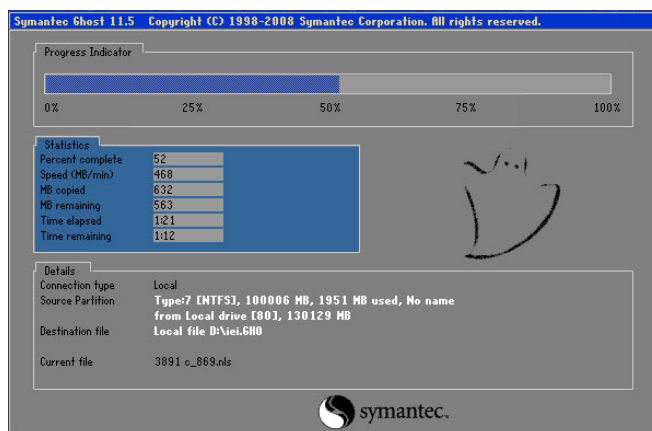 Symantec Ghost 11.5 Copyright (C) 1998-2008 Symantec Corporation. All rights reserved.
Progress Indicator
0% 25% 50% 75% 100%
Statistics
Percent complete 52
Speed (MB/min) 468
MB copied 632
MB remaining 563
Time elapsed 1:21
Time remaining 1:12
Details
Connection type Local
Source Partition Type:7 [NTFS], 100006 MB, 1951 MB used, No name
from Local drive [80], 130129 MB
Destination file Local file D:\iei.GHO
Current file 3891 c_869.nls
symantec.